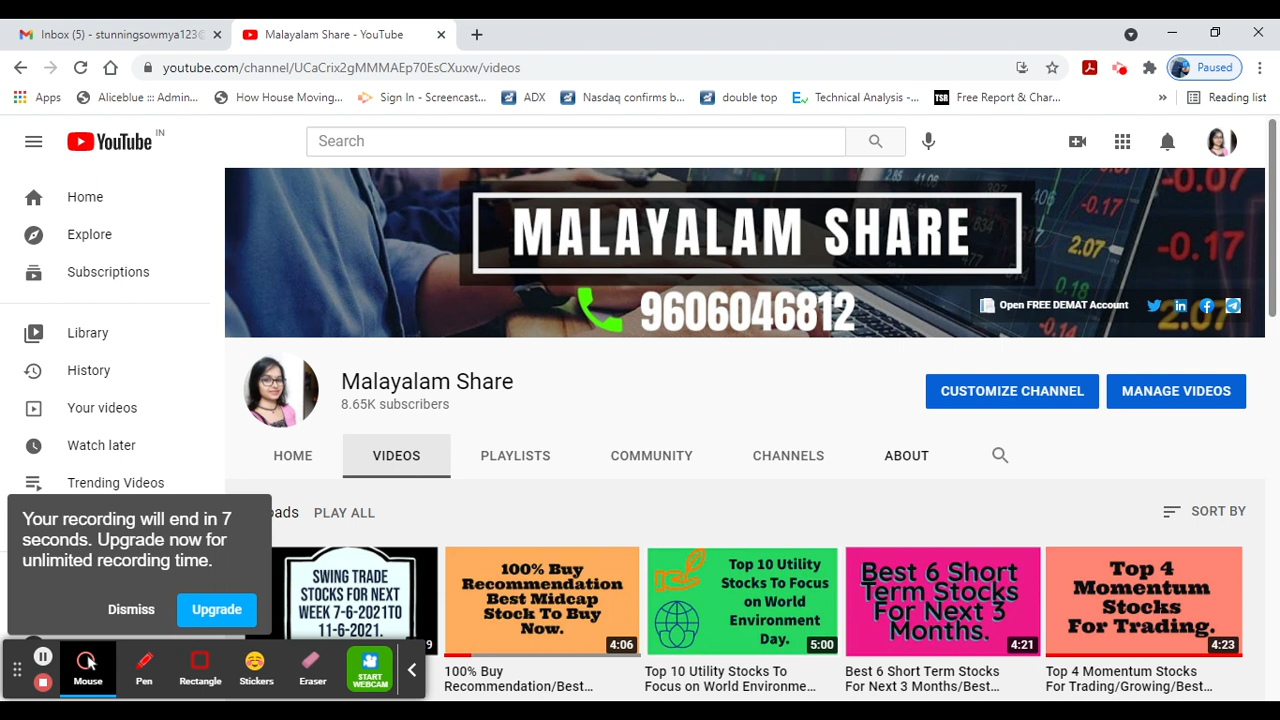 Inbox (5) - stunningsowmya123@
Malayalam Share - YouTube
youtube.com/channel/UCaCrix2gMMMAEp70EsCXuxw/videos
Paused
Apps
Aliceblue ::: Admin...
How House Moving...
Sign In - Screencast...
ADX
Nasdaq confirms b...
double top
Technical Analysis -...
TSR
Free Report & Char...
»
Reading list
YouTube IN
Search
Home
Explore
Subscriptions
Library
History
Your videos
Watch later
Trending Videos
MALAYALAM SHARE
9606046812
Open FREE DEMAT Account
Malayalam Share
8.65K subscribers
CUSTOMIZE CHANNEL
MANAGE VIDEOS
HOME
VIDEOS
PLAYLISTS
COMMUNITY
CHANNELS
ABOUT
oads
PLAY ALL
SORT BY
Your recording will end in 7
seconds. Upgrade now for
unlimited recording time.
Dismiss
Upgrade
SWING TRADE
STOCKS FOR NEXT
WEEK 7-6-2021TO
11-6-2021.
9
100% Buy
Recommendation
Best Midcap
Stock To Buy
Now.
4:06
100% Buy
Recommendation/Best...
Top 10 Utility
Stocks To Focus
on World
Environment
Day.
5:00
Top 10 Utility Stocks To
Focus on World Environme...
Best 6 Short
Term Stocks
For Next 3
Months.
4:21
Best 6 Short Term Stocks
For Next 3 Months/Best...
Top 4
Momentum
Stocks
For Trading.
4:23
Top 4 Momentum Stocks
For Trading/Growing/Best...
Mouse
Pen
Rectangle
Stickers
Eraser
START
WEBCAM